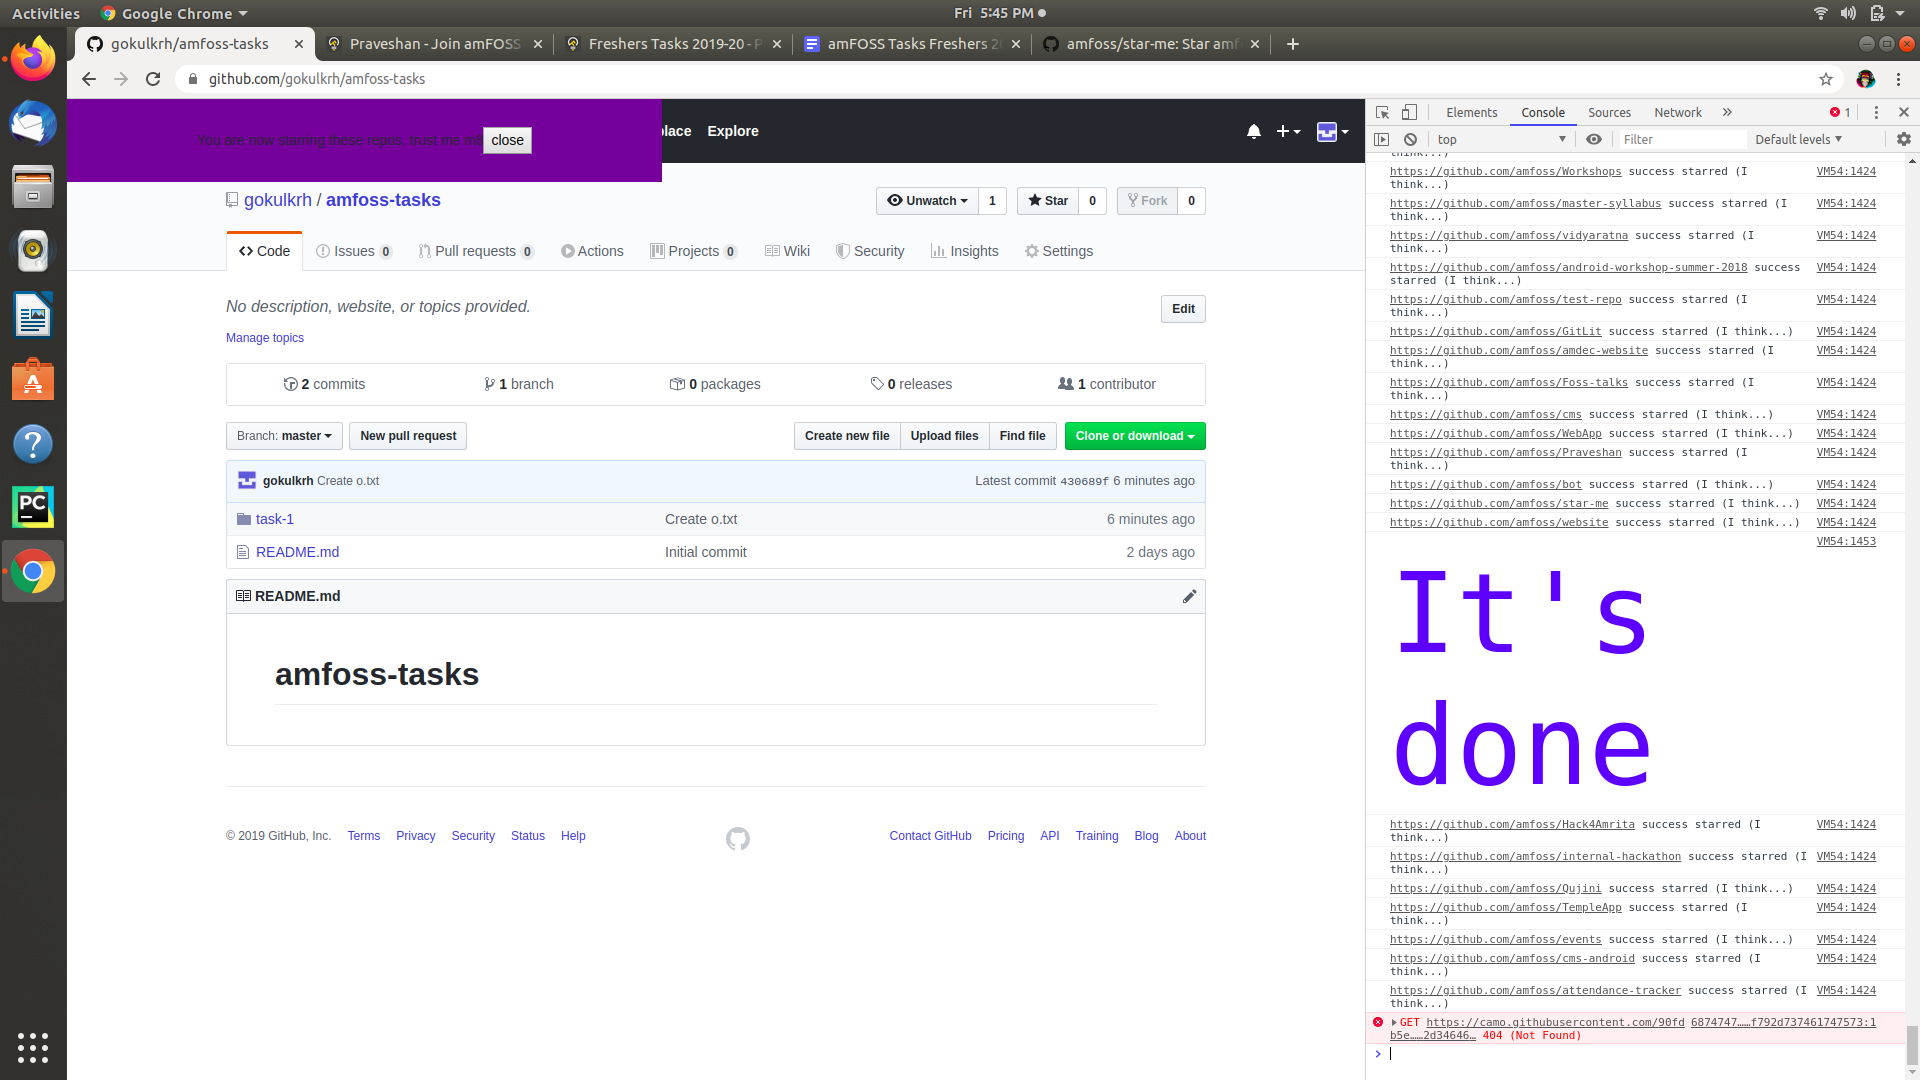 Activities Google Chrome Fri 5:45 PM
gokulkrh/amfoss-tasks Praveshan - Join amFOSS Freshers Tasks 2019-20 - P amFOSS Tasks Freshers 2 amfoss/star-me: Star amf
github.com/gokulkrh/amfoss-tasks
You are now starring these repos, trust me close place Explore
gokulkrh / amfoss-tasks Unwatch 1 Star 0 Fork 0
Code Issues 0 Pull requests 0 Actions Projects 0 Wiki Security Insights Settings
No description, website, or topics provided. Edit
Manage topics
2 commits 1 branch 0 packages 0 releases 1 contributor
Branch: master New pull request Create new file Upload files Find file Clone or download
gokulkrh Create o.txt Latest commit 430689f 6 minutes ago
task-1 Create o.txt 6 minutes ago
README.md Initial commit 2 days ago
README.md
amfoss-tasks
© 2019 GitHub, Inc. Terms Privacy Security Status Help Contact GitHub Pricing API Training Blog About
Elements Console Sources Network » 1
top Filter Default levels
think...)
https://github.com/amfoss/Workshops success starred (I VM54:1424
think...)
https://github.com/amfoss/master-syllabus success starred (I VM54:1424
think...)
https://github.com/amfoss/vidyaratna success starred (I VM54:1424
think...)
https://github.com/amfoss/android-workshop-summer-2018 success VM54:1424
starred (I think...)
https://github.com/amfoss/test-repo success starred (I VM54:1424
think...)
https://github.com/amfoss/GitLit success starred (I think...) VM54:1424
https://github.com/amfoss/amdec-website success starred (I VM54:1424
think...)
https://github.com/amfoss/Foss-talks success starred (I VM54:1424
think...)
https://github.com/amfoss/cms success starred (I think...) VM54:1424
https://github.com/amfoss/WebApp success starred (I think...) VM54:1424
https://github.com/amfoss/Praveshan success starred (I VM54:1424
think...)
https://github.com/amfoss/bot success starred (I think...) VM54:1424
https://github.com/amfoss/star-me success starred (I think...) VM54:1424
https://github.com/amfoss/website success starred (I think...) VM54:1424
VM54:1453
It's
done
https://github.com/amfoss/Hack4Amrita success starred (I VM54:1424
think...)
https://github.com/amfoss/internal-hackathon success starred (I VM54:1424
think...)
https://github.com/amfoss/Qujini success starred (I think...) VM54:1424
https://github.com/amfoss/TempleApp success starred (I VM54:1424
think...)
https://github.com/amfoss/events success starred (I think...) VM54:1424
https://github.com/amfoss/cms-android success starred (I VM54:1424
think...)
https://github.com/amfoss/attendance-tracker success starred (I VM54:1424
think...)
GET https://camo.githubusercontent.com/90fd 6874747……f792d737461747573:1
b5e……2d34646… 404 (Not Found)